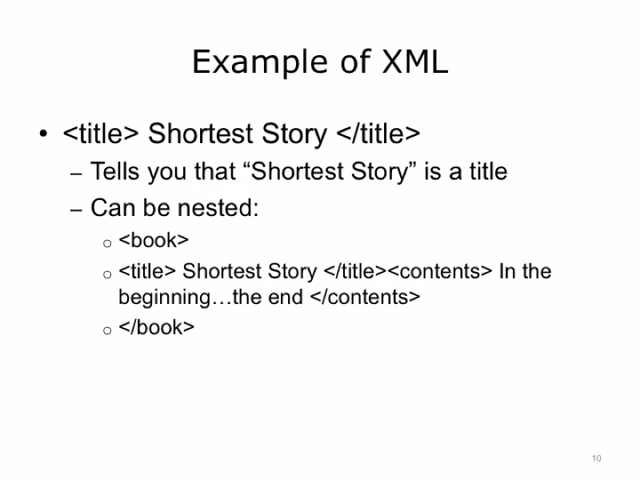 Example of XML
• <title> Shortest Story </title>
– Tells you that “Shortest Story” is a title
– Can be nested:
o <book>
o <title> Shortest Story </title><contents> In the
beginning…the end </contents>
o </book>
10